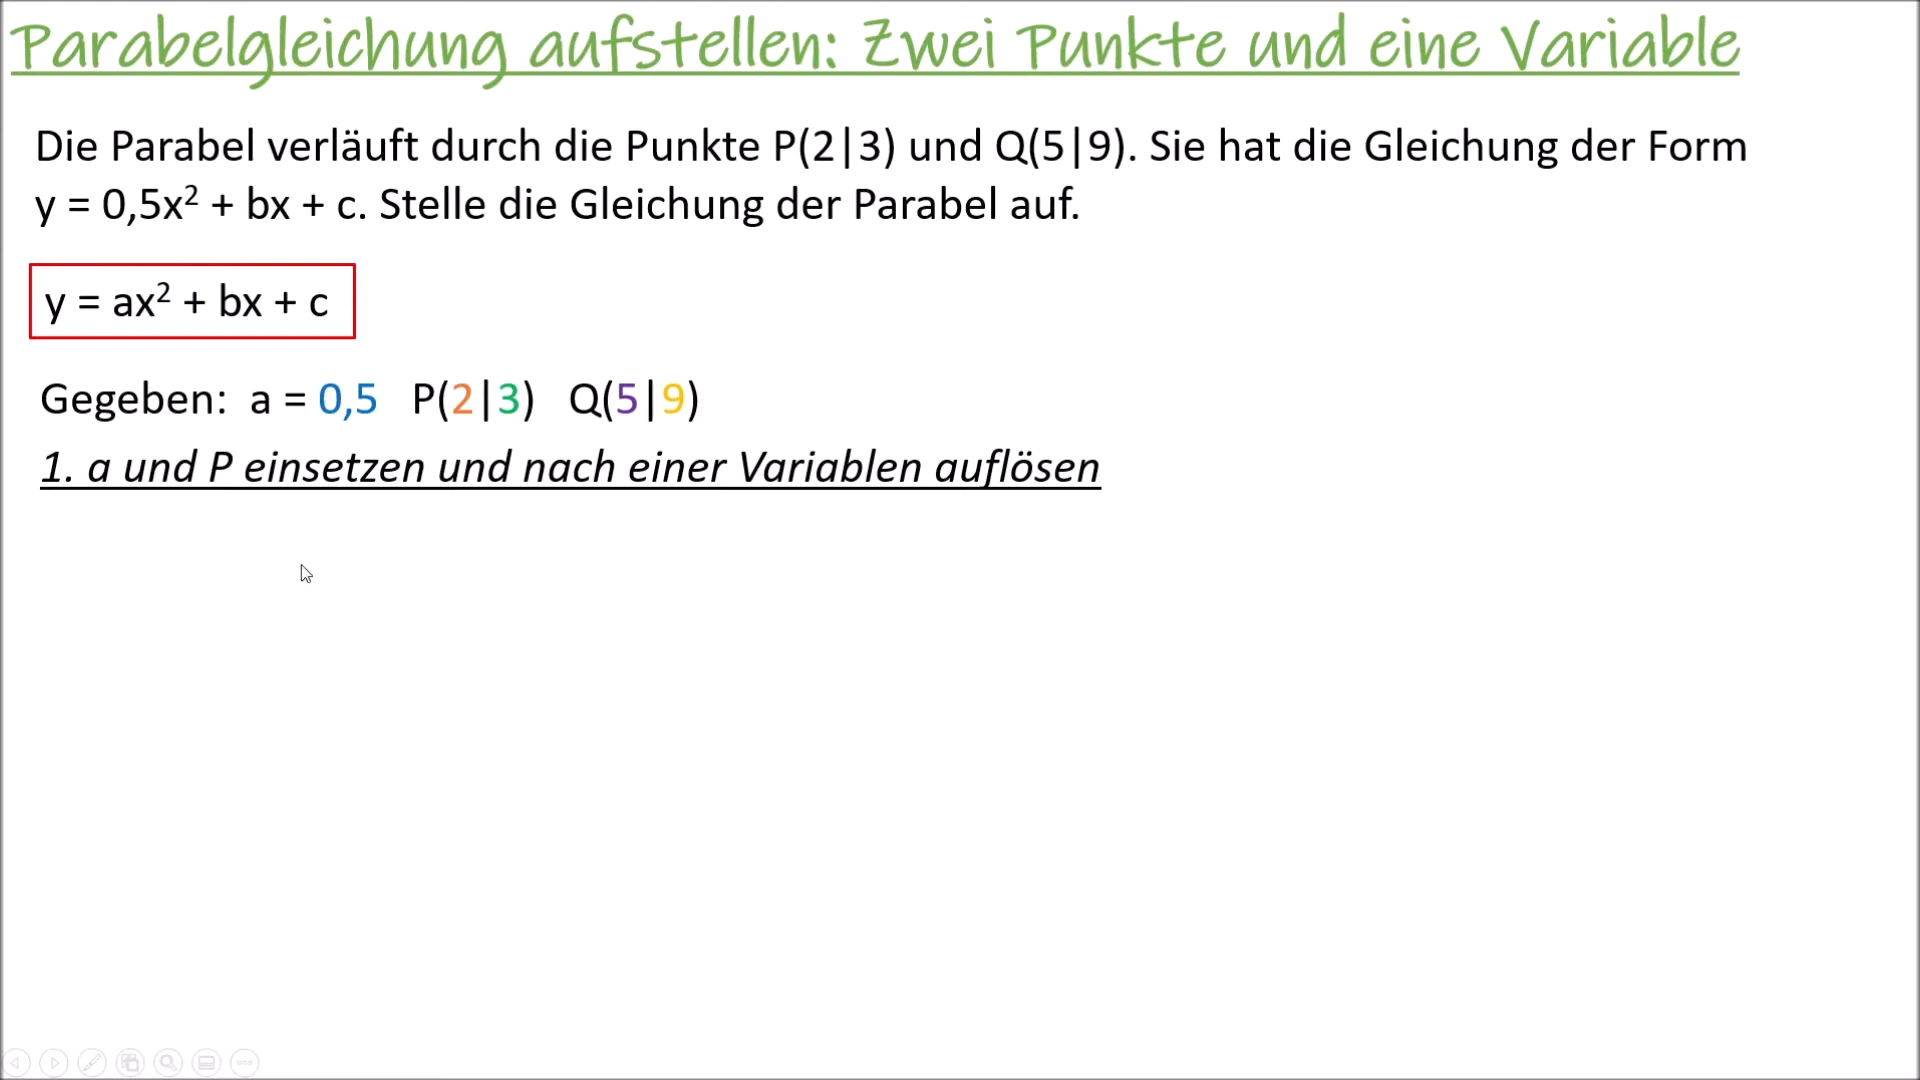 Parabelgleichung aufstellen: Zwei Punkte und eine Variable
Die Parabel verläuft durch die Punkte P(2|3) und Q(5|9). Sie hat die Gleichung der Form
y = 0,5x² + bx + c. Stelle die Gleichung der Parabel auf.
y = ax² + bx + c
Gegeben: a = 0,5 P(2|3) Q(5|9)
1. a und P einsetzen und nach einer Variablen auflösen